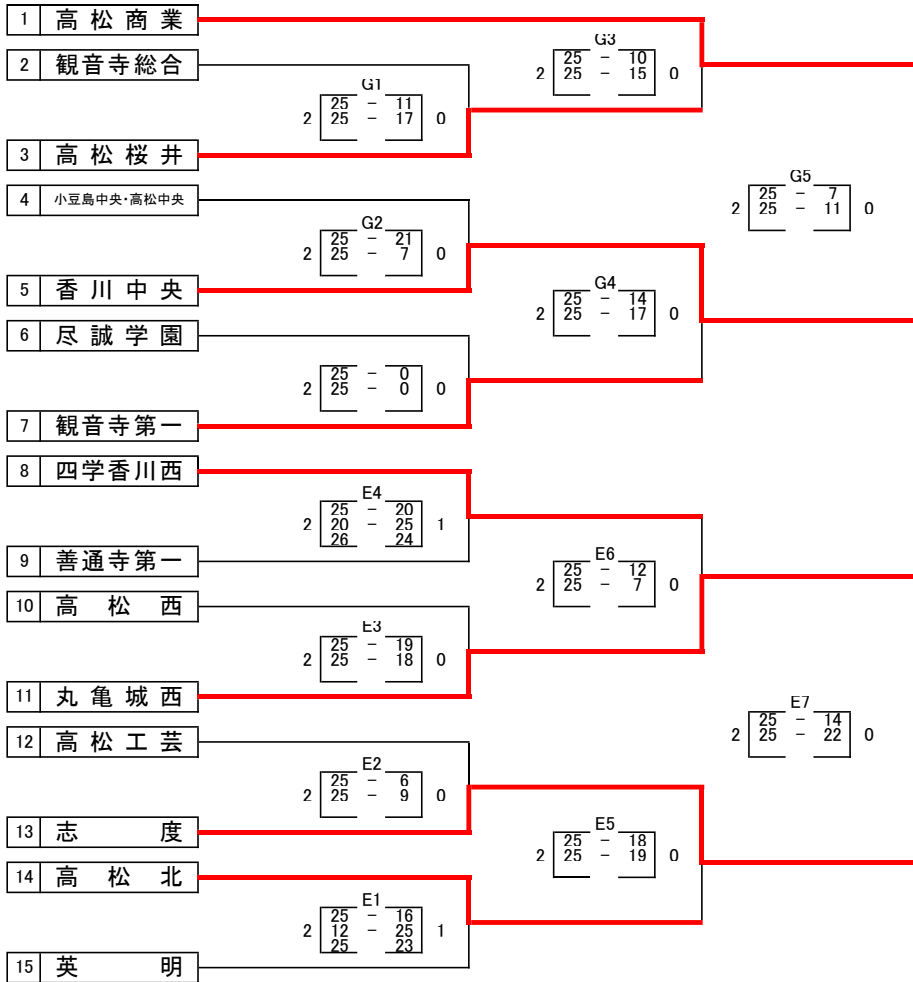 1 高松商業
G3
2 観音寺総合
25 - 10
2 25 - 15 0
G1
25 - 11
2 25 - 17 0
3 高松桜井
4 小豆島中央・高松中央
G5
25 - 7
2 25 - 11 0
G2
25 - 21
2 25 - 7 0
5 香川中央
G4
25 - 14
2 25 - 17 0
6 尽誠学園
25 - 0
2 25 - 0 0
7 観音寺第一
8 四学香川西
E4
25 - 20
2 20 - 25 1
26 24
9 善通寺第一
E6
25 - 12
2 25 - 7 0
10 高松西
E3
25 - 19
2 25 - 18 0
11 丸亀城西
E7
25 - 14
2 25 - 22 0
12 高松工芸
E2
25 - 6
2 25 - 9 0
13 志度
E5
25 - 18
2 25 - 19 0
14 高松北
E1
25 - 16
2 12 - 25 1
25 23
15 英明